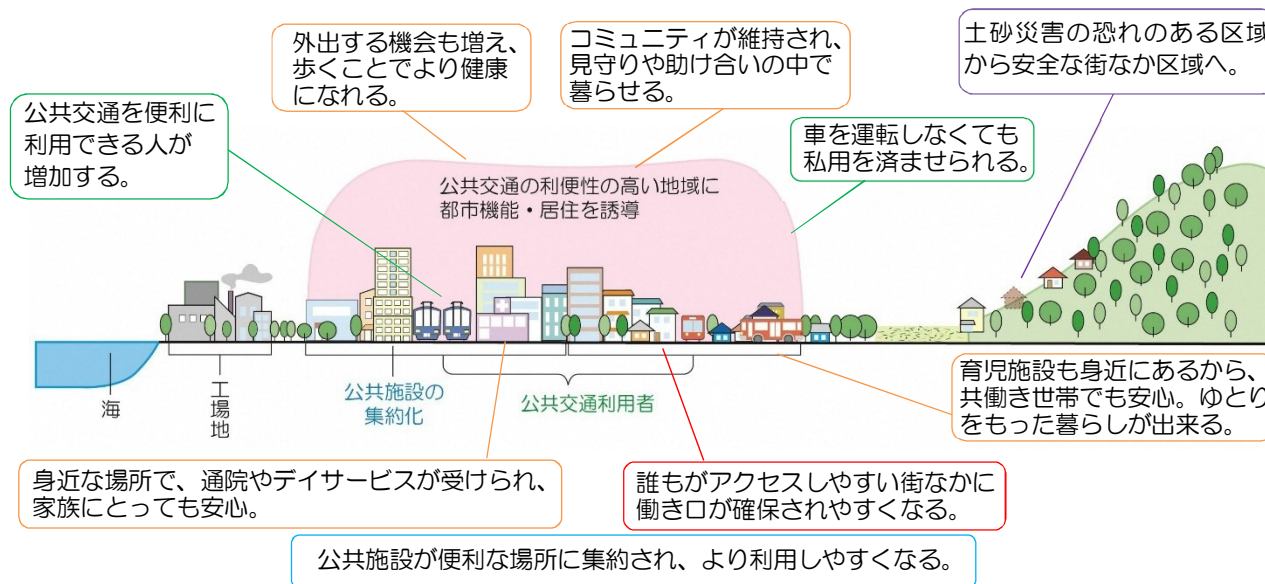 外出する機会も増え、
歩くことでより健康
になれる。
コミュニティが維持され、
見守りや助け合いの中で
暮らせる。
土砂災害の恐れのある区域
から安全な街なか区域へ。
公共交通を便利に
利用できる人が
増加する。
車を運転しなくても
私用を済ませられる。
公共交通の利便性の高い地域に
都市機能・居住を誘導
海
工場地
公共施設の
集約化
公共交通利用者
育児施設も身近にあるから、
共働き世帯でも安心。ゆとり
をもった暮らしが出来る。
身近な場所で、通院やデイサービスが受けられ、
家族にとっても安心。
誰もがアクセスしやすい街なかに
働き口が確保されやすくなる。
公共施設が便利な場所に集約され、より利用しやすくなる。